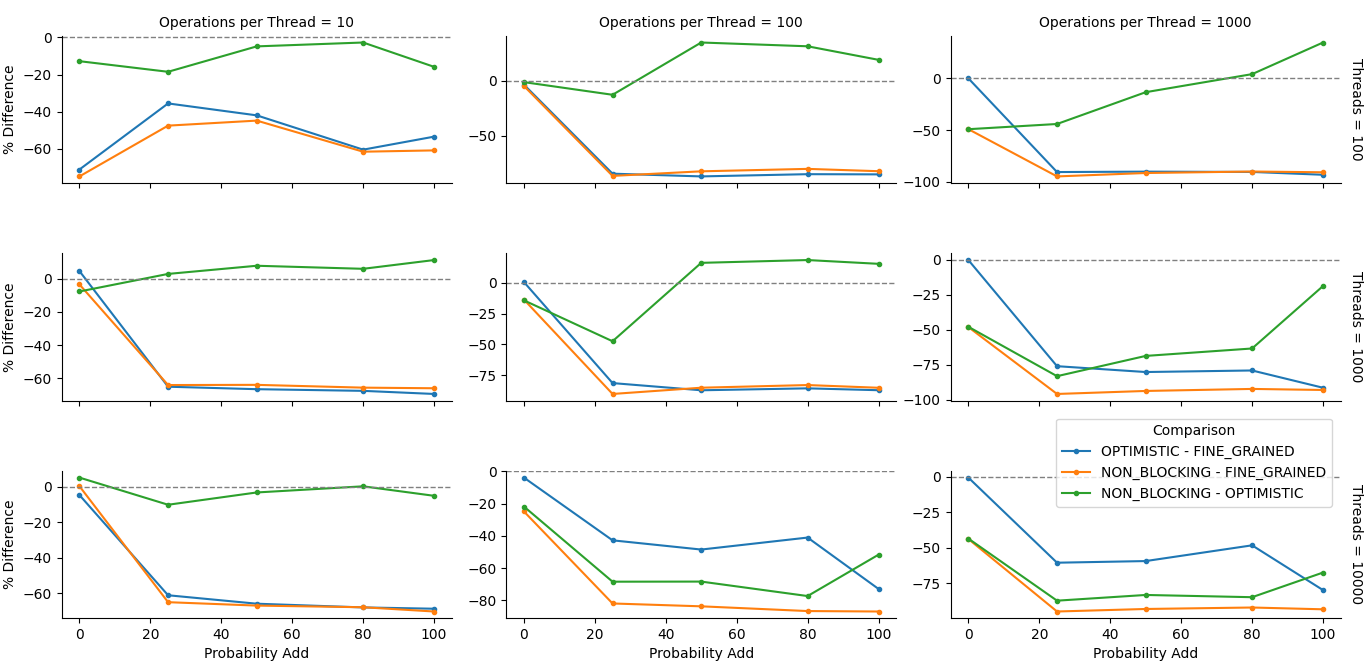 Operations per Thread = 10
Operations per Thread = 100
Operations per Thread = 1000
% Difference
0
−20
−40
−60
0
−50
0
−50
−100
Threads = 100
% Difference
0
−20
−40
−60
0
−25
−50
−75
0
−25
−50
−75
−100
Threads = 1000
Comparison
OPTIMISTIC - FINE_GRAINED
NON_BLOCKING - FINE_GRAINED
NON_BLOCKING - OPTIMISTIC
% Difference
0
−20
−40
−60
0
−20
−40
−60
−80
0
−25
−50
−75
Threads = 10000
0 20 40 60 80 100
0 20 40 60 80 100
0 20 40 60 80 100
Probability Add
Probability Add
Probability Add